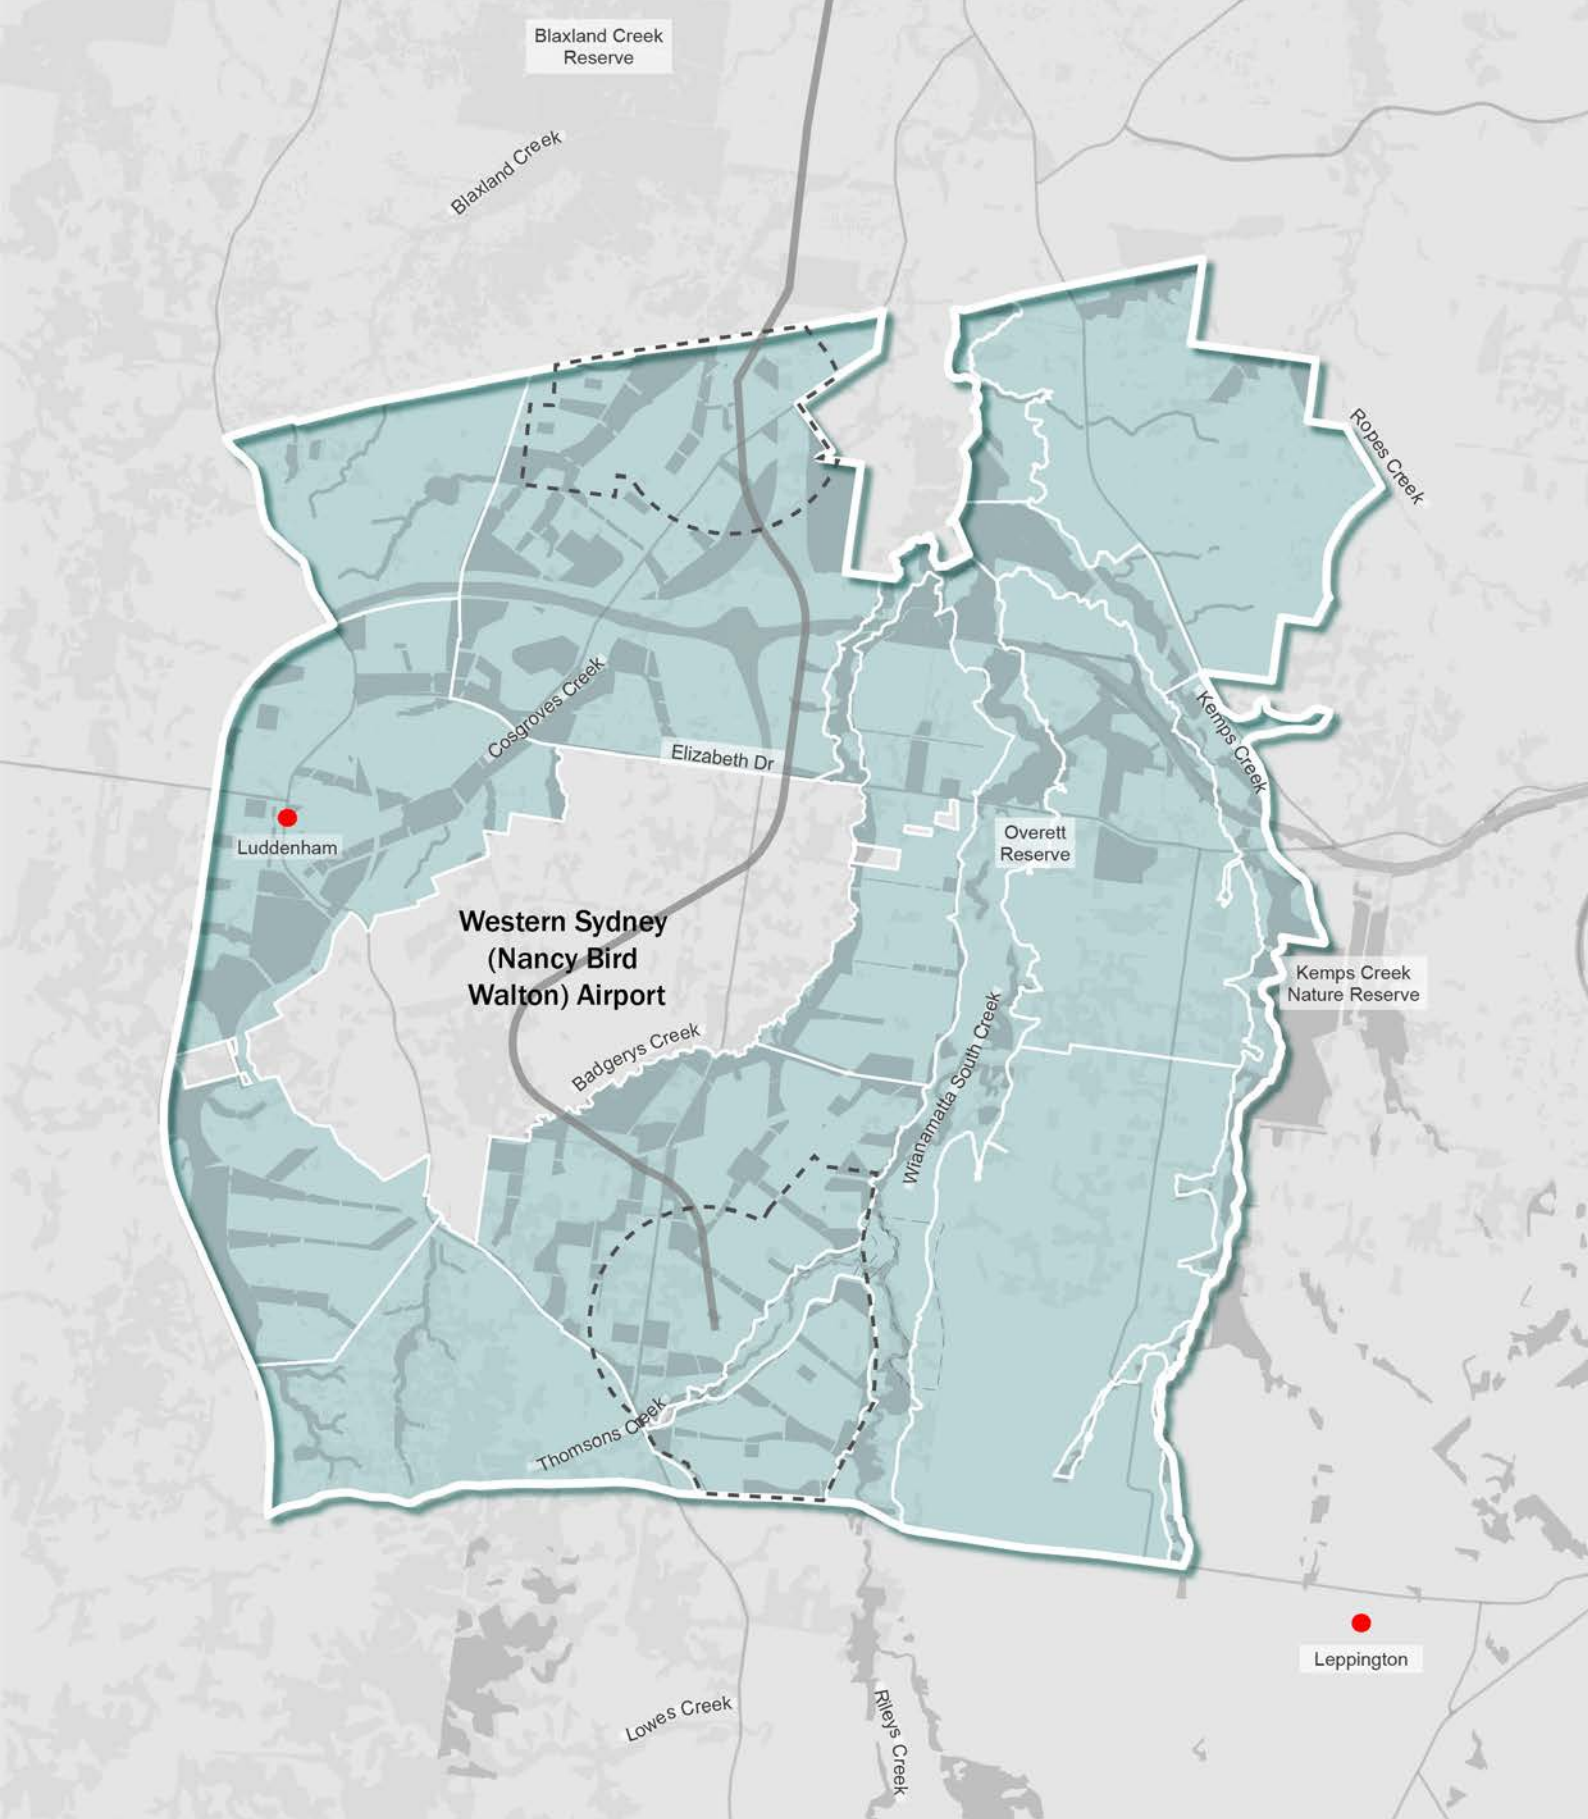 Blaxland Creek
Reserve
Blaxland Creek
Ropes Creek
Cosgroves Creek
Kemps Creek
Elizabeth Dr
Luddenham
Overett
Reserve
Western Sydney
(Nancy Bird
Walton) Airport
Kemps Creek
Nature Reserve
Badgerys Creek
Wianamatta South Creek
Thomsons Creek
Leppington
Lowes Creek
Rileys Creek